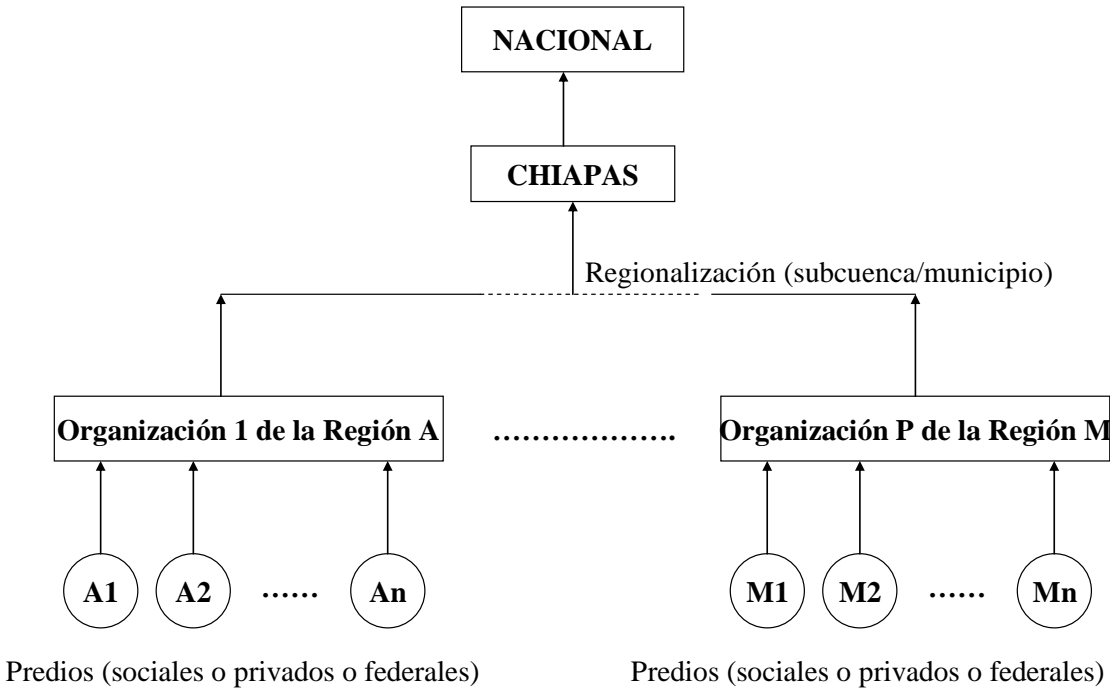 NACIONAL
CHIAPAS
Regionalización (subcuenca/municipio)
Organización 1 de la Región A
………………..
Organización P de la Región M
A1
A2
……
An
M1
M2
……
Mn
Predios (sociales o privados o federales)
Predios (sociales o privados o federales)